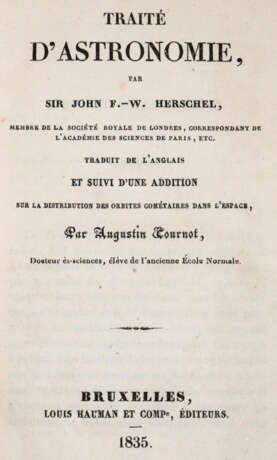 TRAITÉ
D'ASTRONOMIE,
PAR
SIR JOHN F.-W. HERSCHEL,
MEMBRE DE LA SOCIÉTÉ ROYALE DE LONDRES, CORRESPONDANT DE
L'ACADÉMIE DES SCIENCES DE PARIS, ETC.
TRADUIT DE L'ANGLAIS
ET SUIVI D'UNE ADDITION
SUR LA DISTRIBUTION DES ORBITES COMÉTAIRES DANS L'ESPACE,
Par Augustin Cournot,
Docteur ès-sciences, élève de l'ancienne École Normale.
BRUXELLES,
LOUIS HAUMAN ET COMPe, ÉDITEURS.
1835.